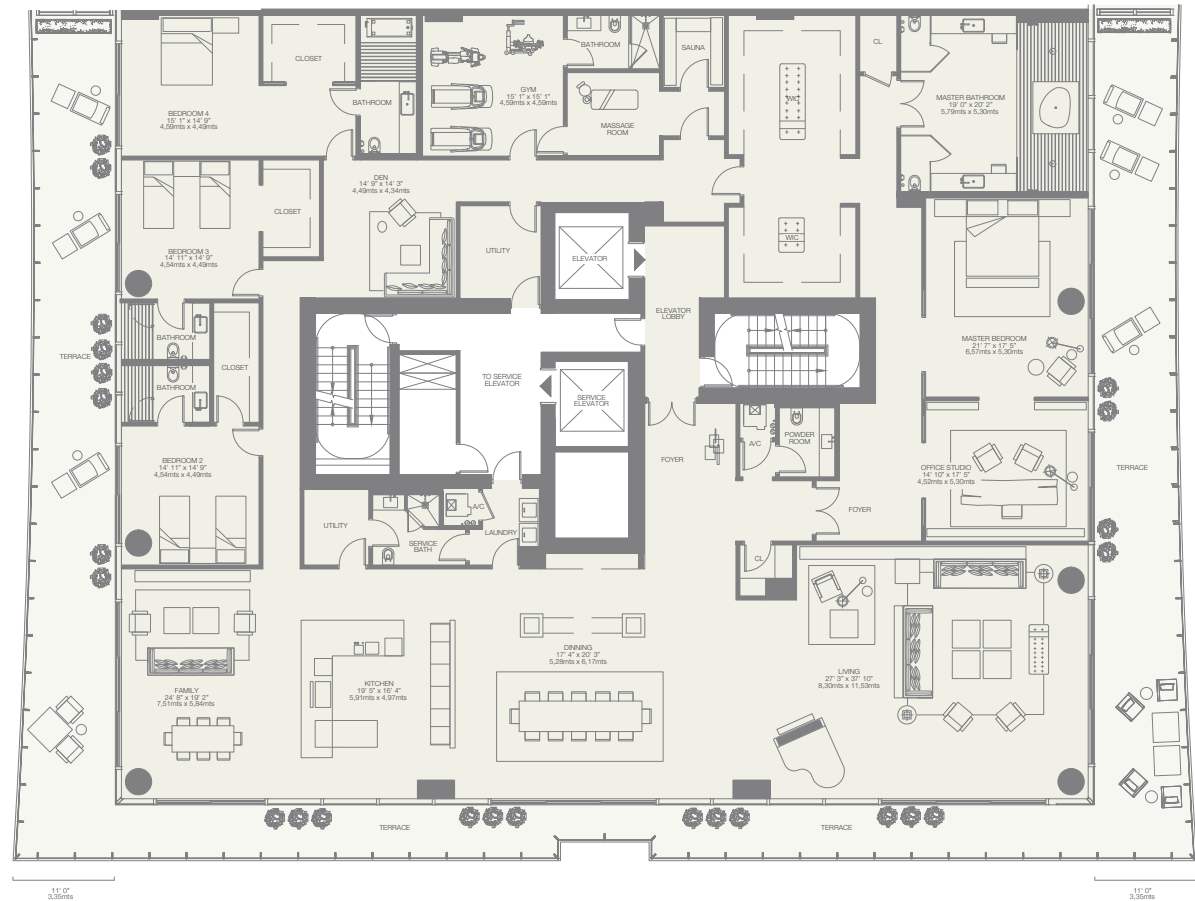 BEDROOM 4
15' 1" x 14' 9"
4,59mts x 4,49mts
CLOSET
BATHROOM
GYM
15' 1" x 15' 1"
4,59mts x 4,59mts
BATHROOM
SAUNA
MASSAGE
ROOM
WIC
CL
MASTER BATHROOM
19' 0" x 20' 2"
5,79mts x 5,30mts
DEN
14' 9" x 14' 3"
4,49mts x 4,34mts
CLOSET
BEDROOM 3
14' 11" x 14' 9"
4,54mts x 4,49mts
UTILITY
ELEVATOR
WIC
ELEVATOR
LOBBY
MASTER BEDROOM
21' 7" x 17' 5"
6,57mts x 5,30mts
BATHROOM
TERRACE
CLOSET
BATHROOM
TO SERVICE
ELEVATOR
SERVICE
ELEVATOR
BEDROOM 2
14' 11" x 14' 9"
4,54mts x 4,49mts
FOYER
A/C
POWDER
ROOM
OFFICE STUDIO
14' 10" x 17' 5"
4,52mts x 5,30mts
TERRACE
FOYER
UTILITY
SERVICE
BATH
A/C
LAUNDRY
CL
DINNING
17' 4" x 20' 3"
5,28mts x 6,17mts
FAMILY
24' 8" x 19' 2"
7,51mts x 5,84mts
KITCHEN
19' 5" x 16' 4"
5,91mts x 4,97mts
LIVING
27' 3" x 37' 10"
8,30mts x 11,53mts
TERRACE
TERRACE
11' 0"
3,35mts
11' 0"
3,35mts